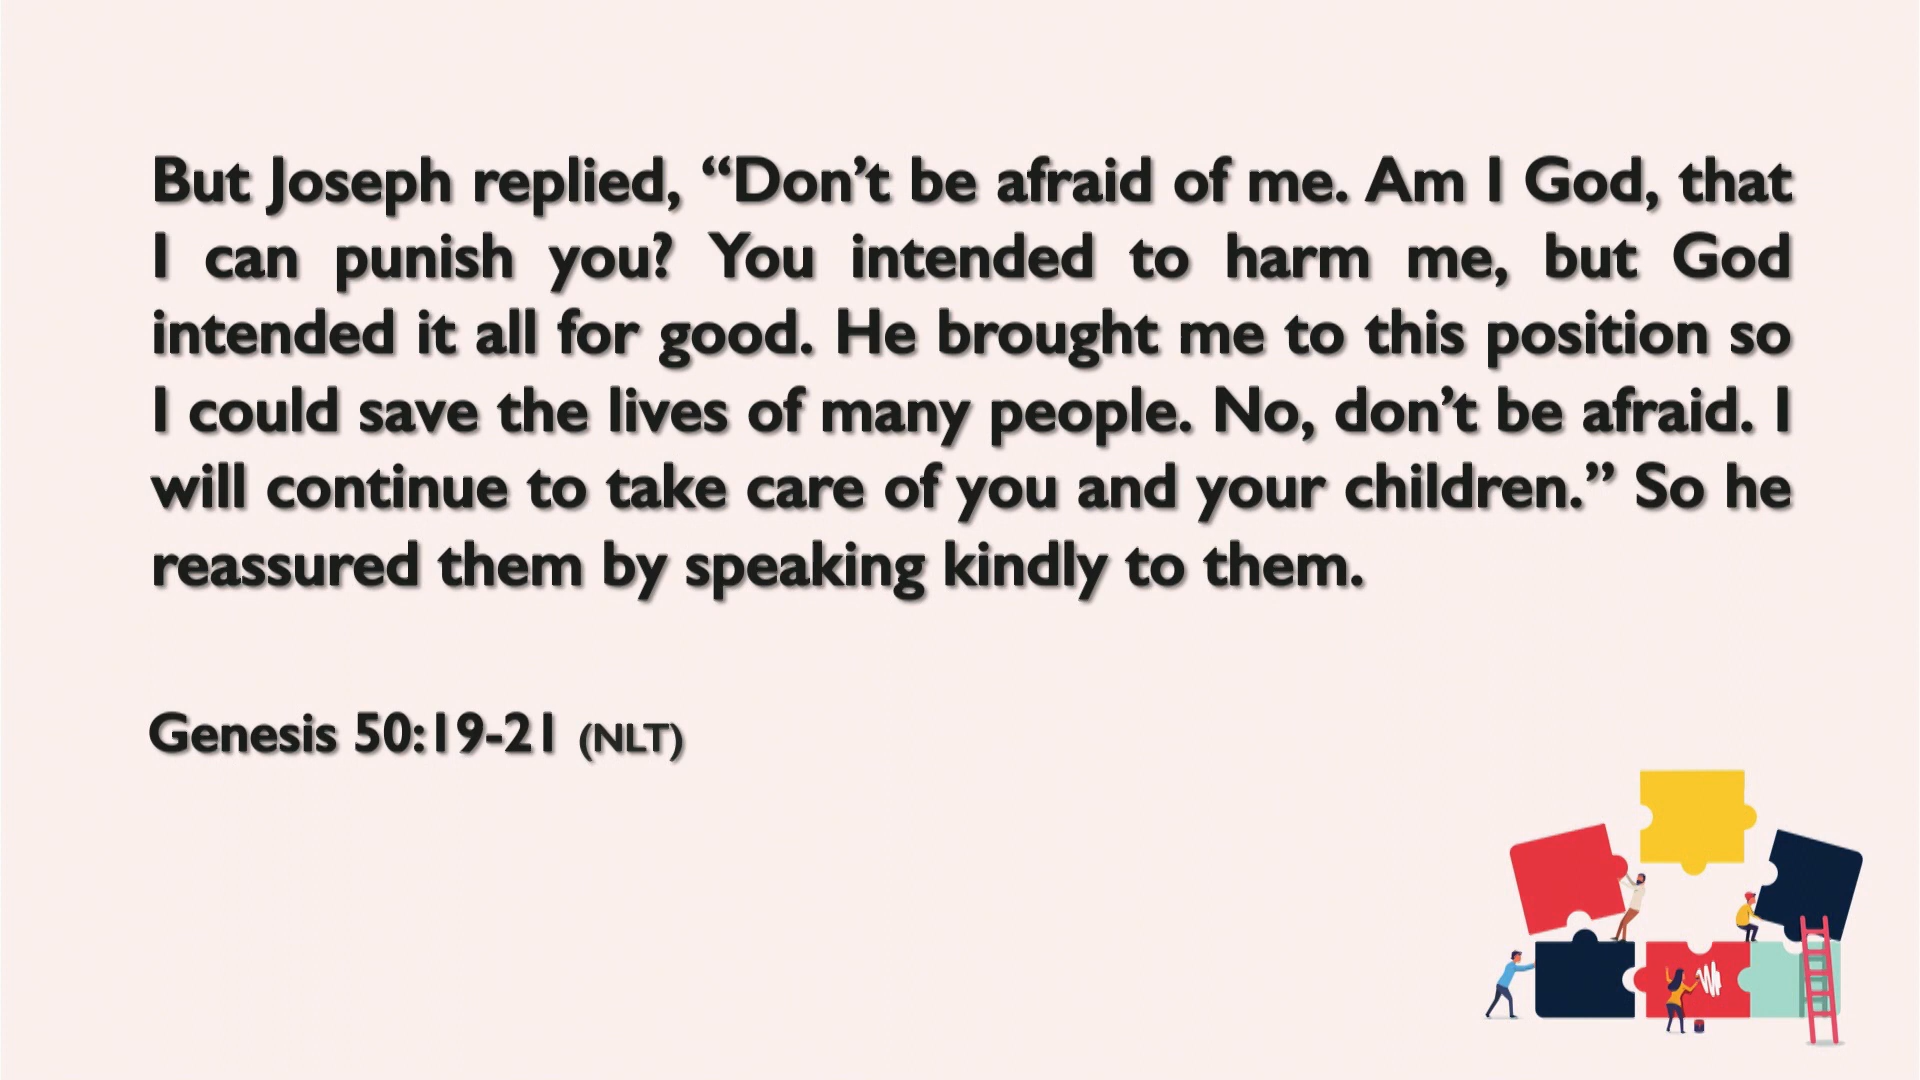 But Joseph replied, “Don’t be afraid of me. Am I God, that
I can punish you? You intended to harm me, but God
intended it all for good. He brought me to this position so
I could save the lives of many people. No, don’t be afraid. I
will continue to take care of you and your children.” So he
reassured them by speaking kindly to them.
Genesis 50:19-21 (NLT)